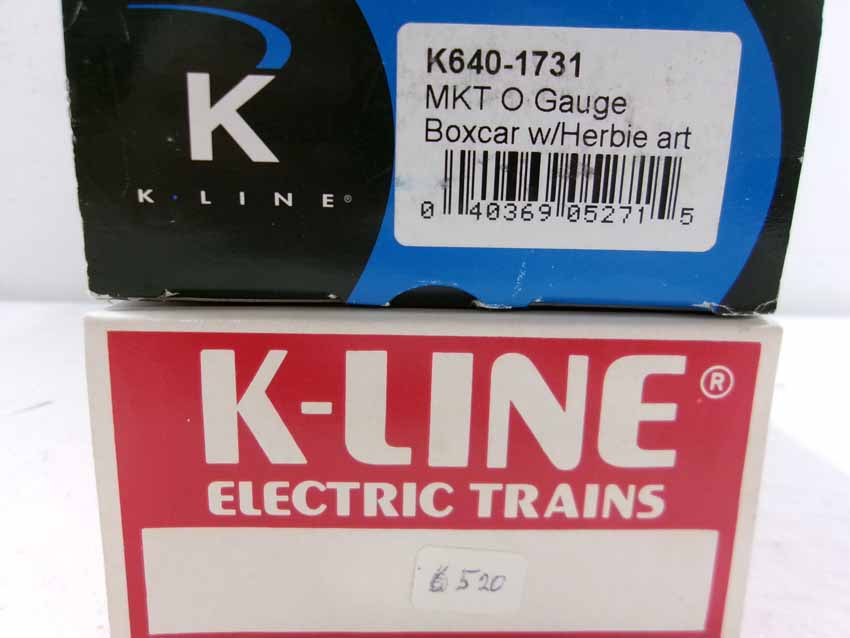 K
K·LINE®
K640-1731
MKT O Gauge
Boxcar w/Herbie art
0 40369 05271 5
K-LINE®
ELECTRIC TRAINS
6520